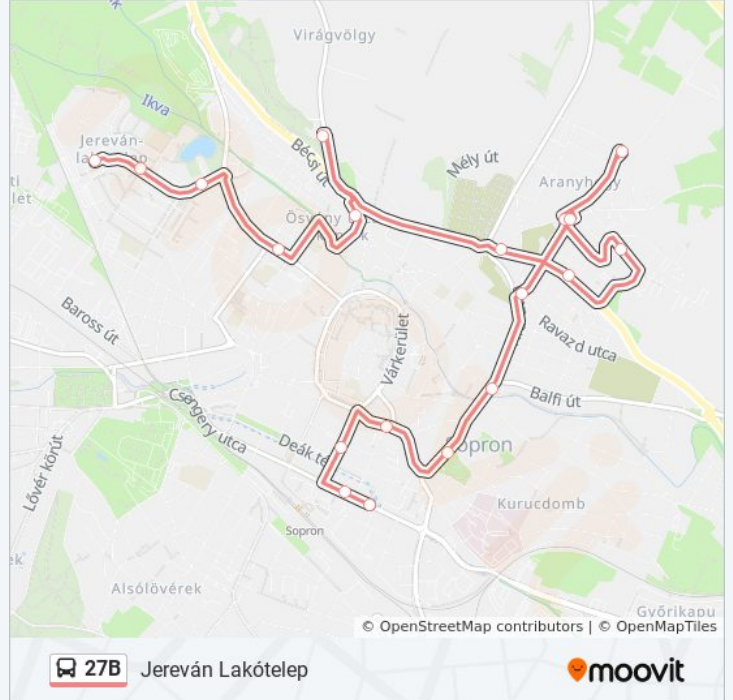 Virágvölgy
Ikva
Jereván-
lakótelep
Bécsi út
Mély út
Aranyhegy
Baross út
Várkerület
Ravazd utca
Balfi út
Csengery utca
Deák tér
Sopron
Lővér körút
Kurucdomb
Sopron
Alsólövérek
Győrikapu
© OpenStreetMap contributors | © OpenMapTiles
27B
Jereván Lakótelep
moovit